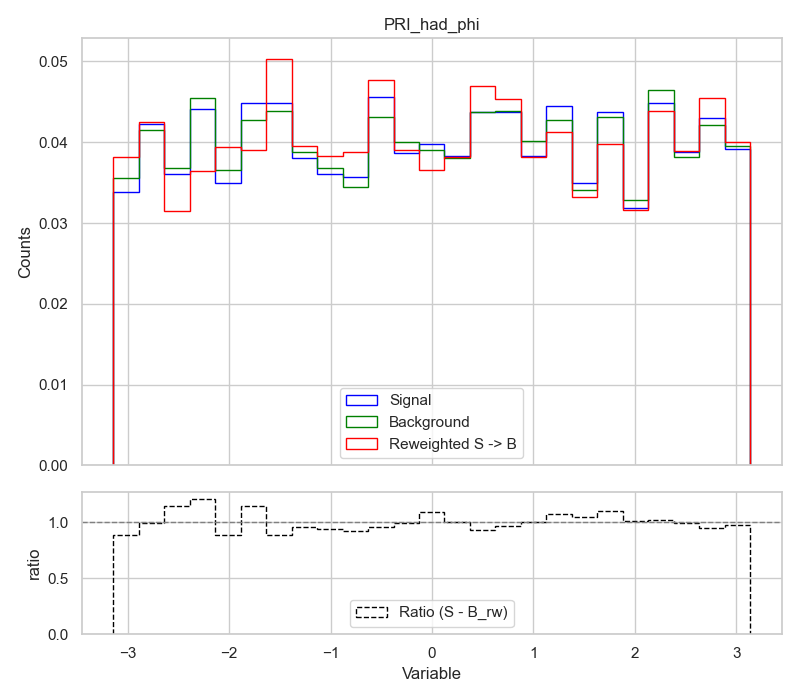 PRI_had_phi
0.05
0.04
0.03
0.02
0.01
0.00
Counts
Signal
Background
Reweighted S -> B
1.0
0.5
0.0
ratio
Ratio (S - B_rw)
−3 −2 −1 0 1 2 3
Variable